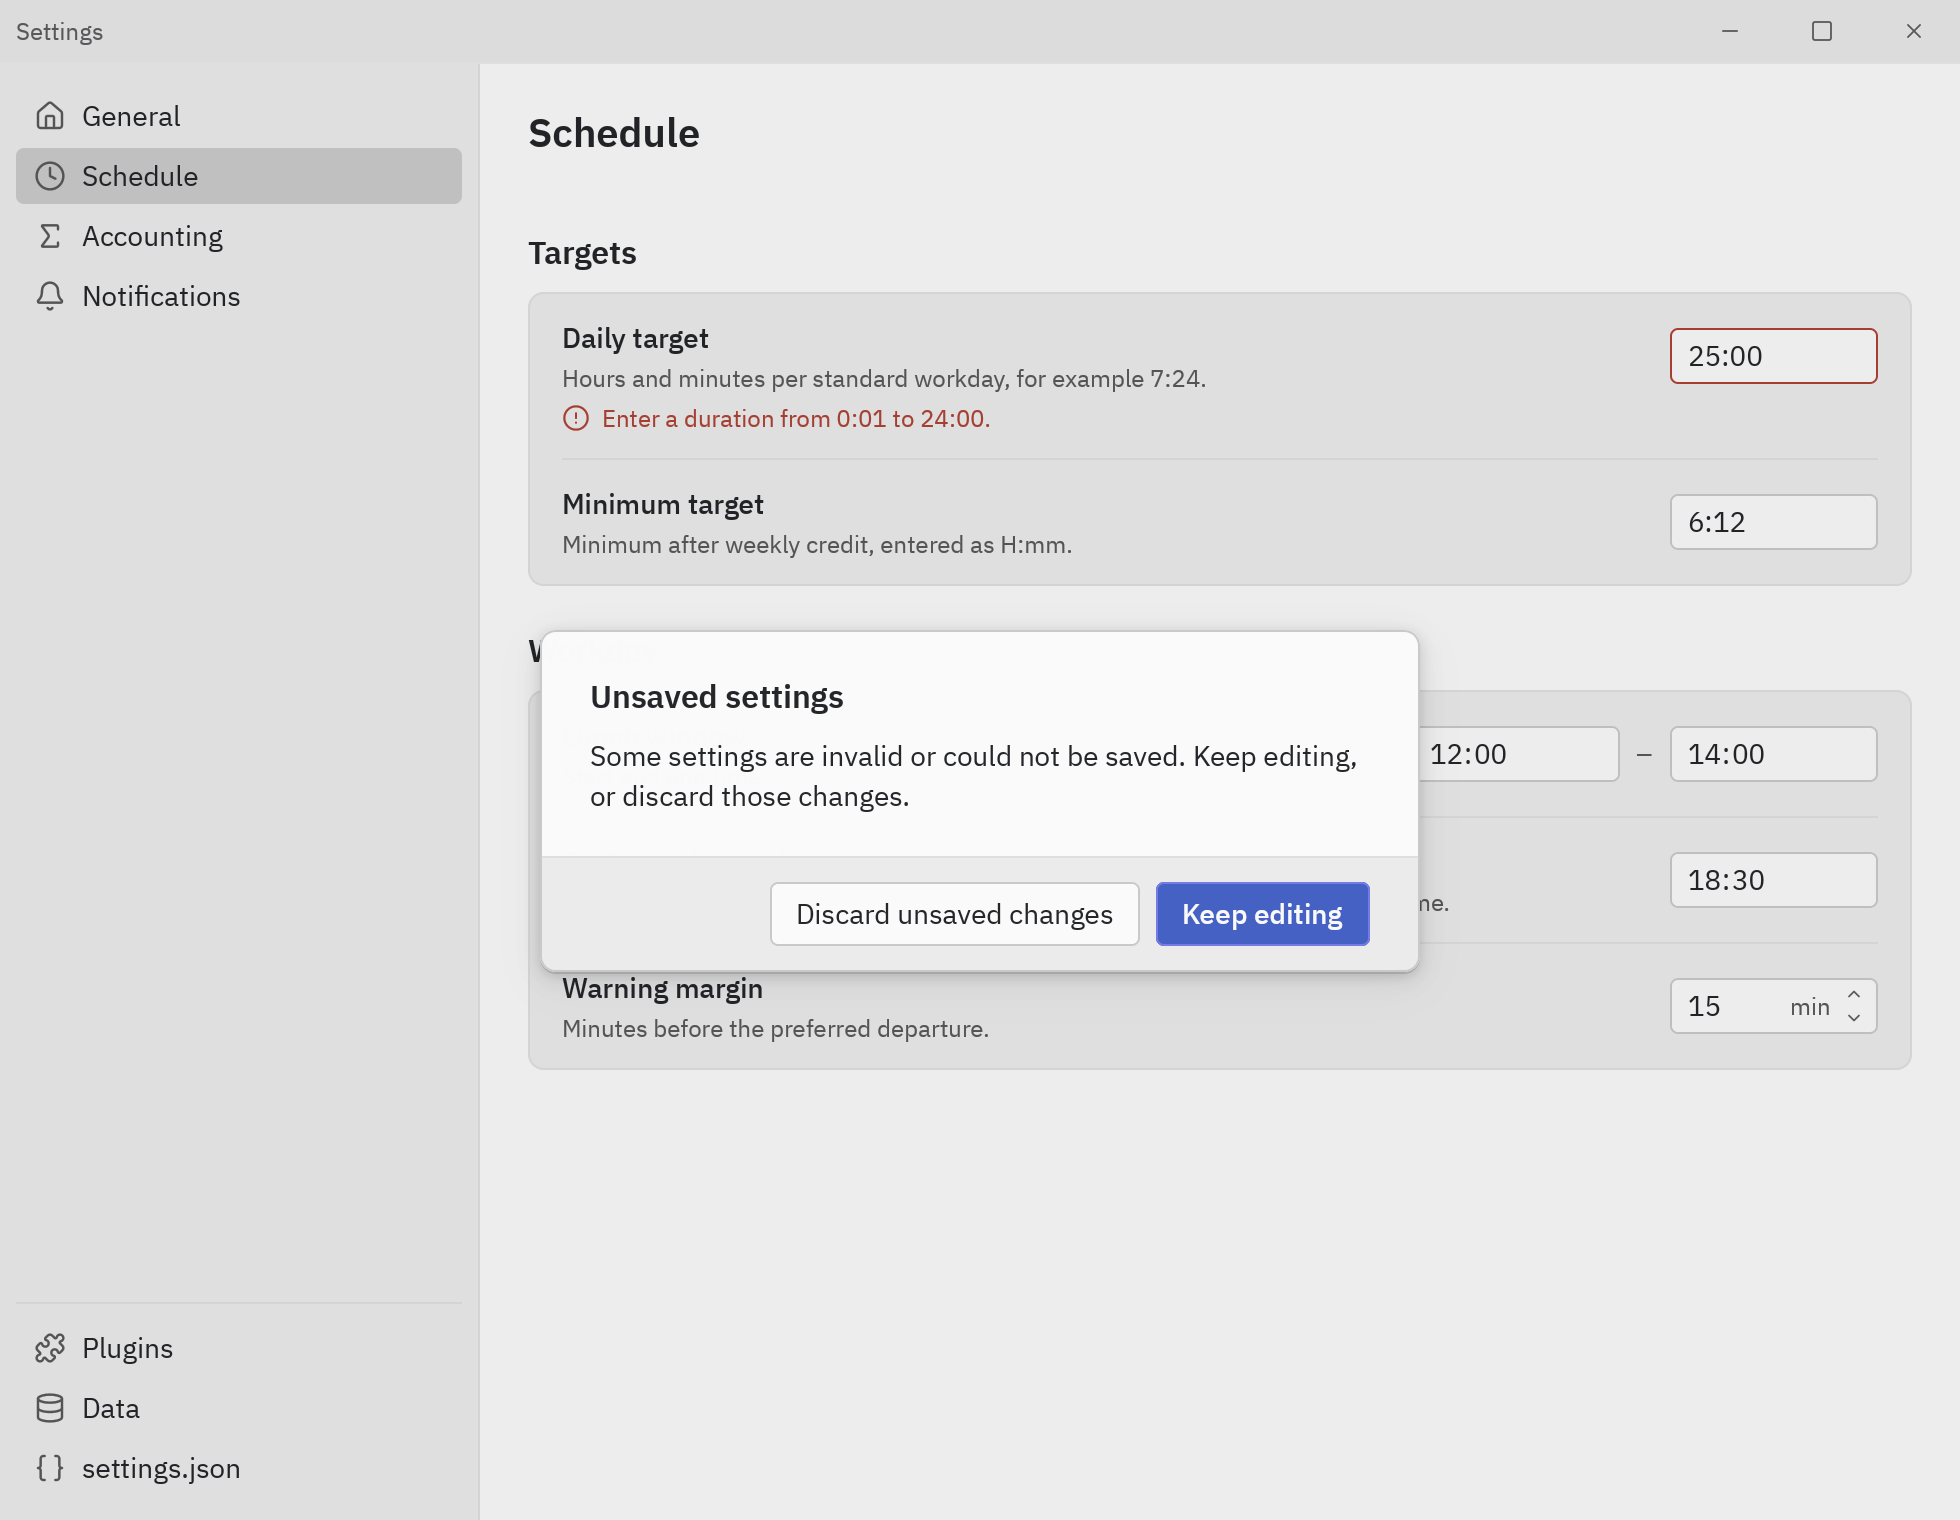 Settings
General
Schedule
Accounting
Notifications
Plugins
Data
settings.json
Schedule
Targets
Daily target
Hours and minutes per standard workday, for example 7:24.
Enter a duration from 0:01 to 24:00.
25:00
Minimum target
Minimum after weekly credit, entered as H:mm.
6:12
Unsaved settings
Some settings are invalid or could not be saved. Keep editing,
or discard those changes.
Discard unsaved changes
Keep editing
12:00 – 14:00
18:30
Warning margin
Minutes before the preferred departure.
15 min